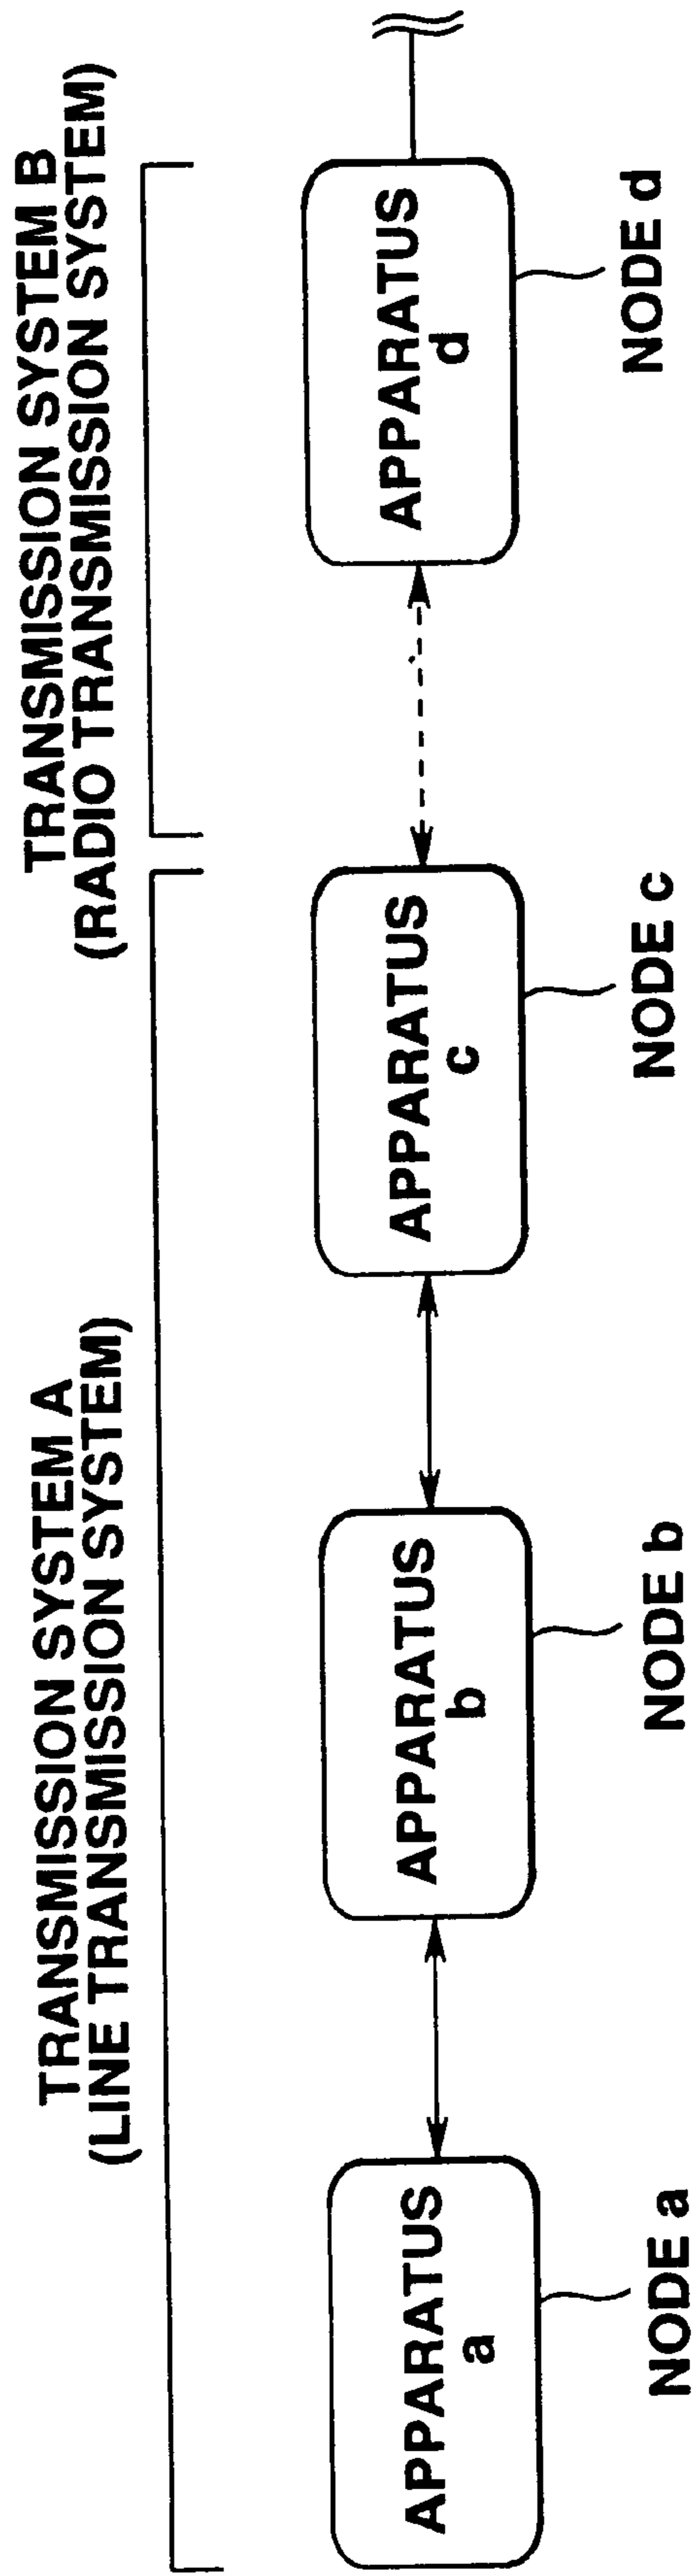 TRANSMISSION SYSTEM A
(LINE TRANSMISSION SYSTEM)
TRANSMISSION SYSTEM B
(RADIO TRANSMISSION SYSTEM)
APPARATUS
a
APPARATUS
b
APPARATUS
c
APPARATUS
d
NODE a
NODE b
NODE c
NODE d